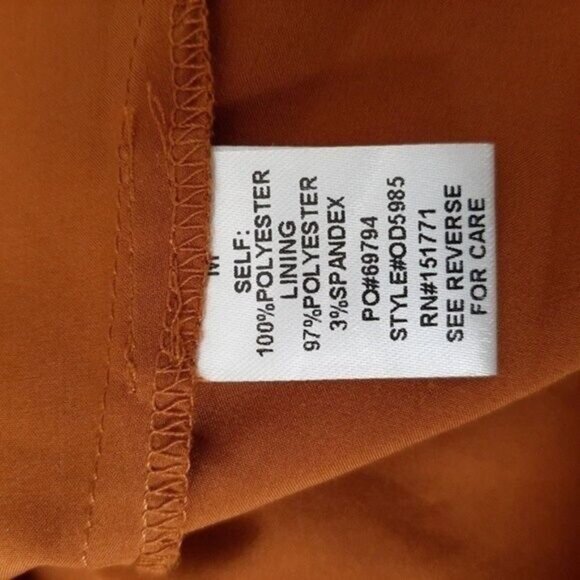 M
SELF:
100%POLYESTER
LINING
97%POLYESTER
3%SPANDEX
PO#69794
STYLE#OD5985
RN#151771
SEE REVERSE
FOR CARE